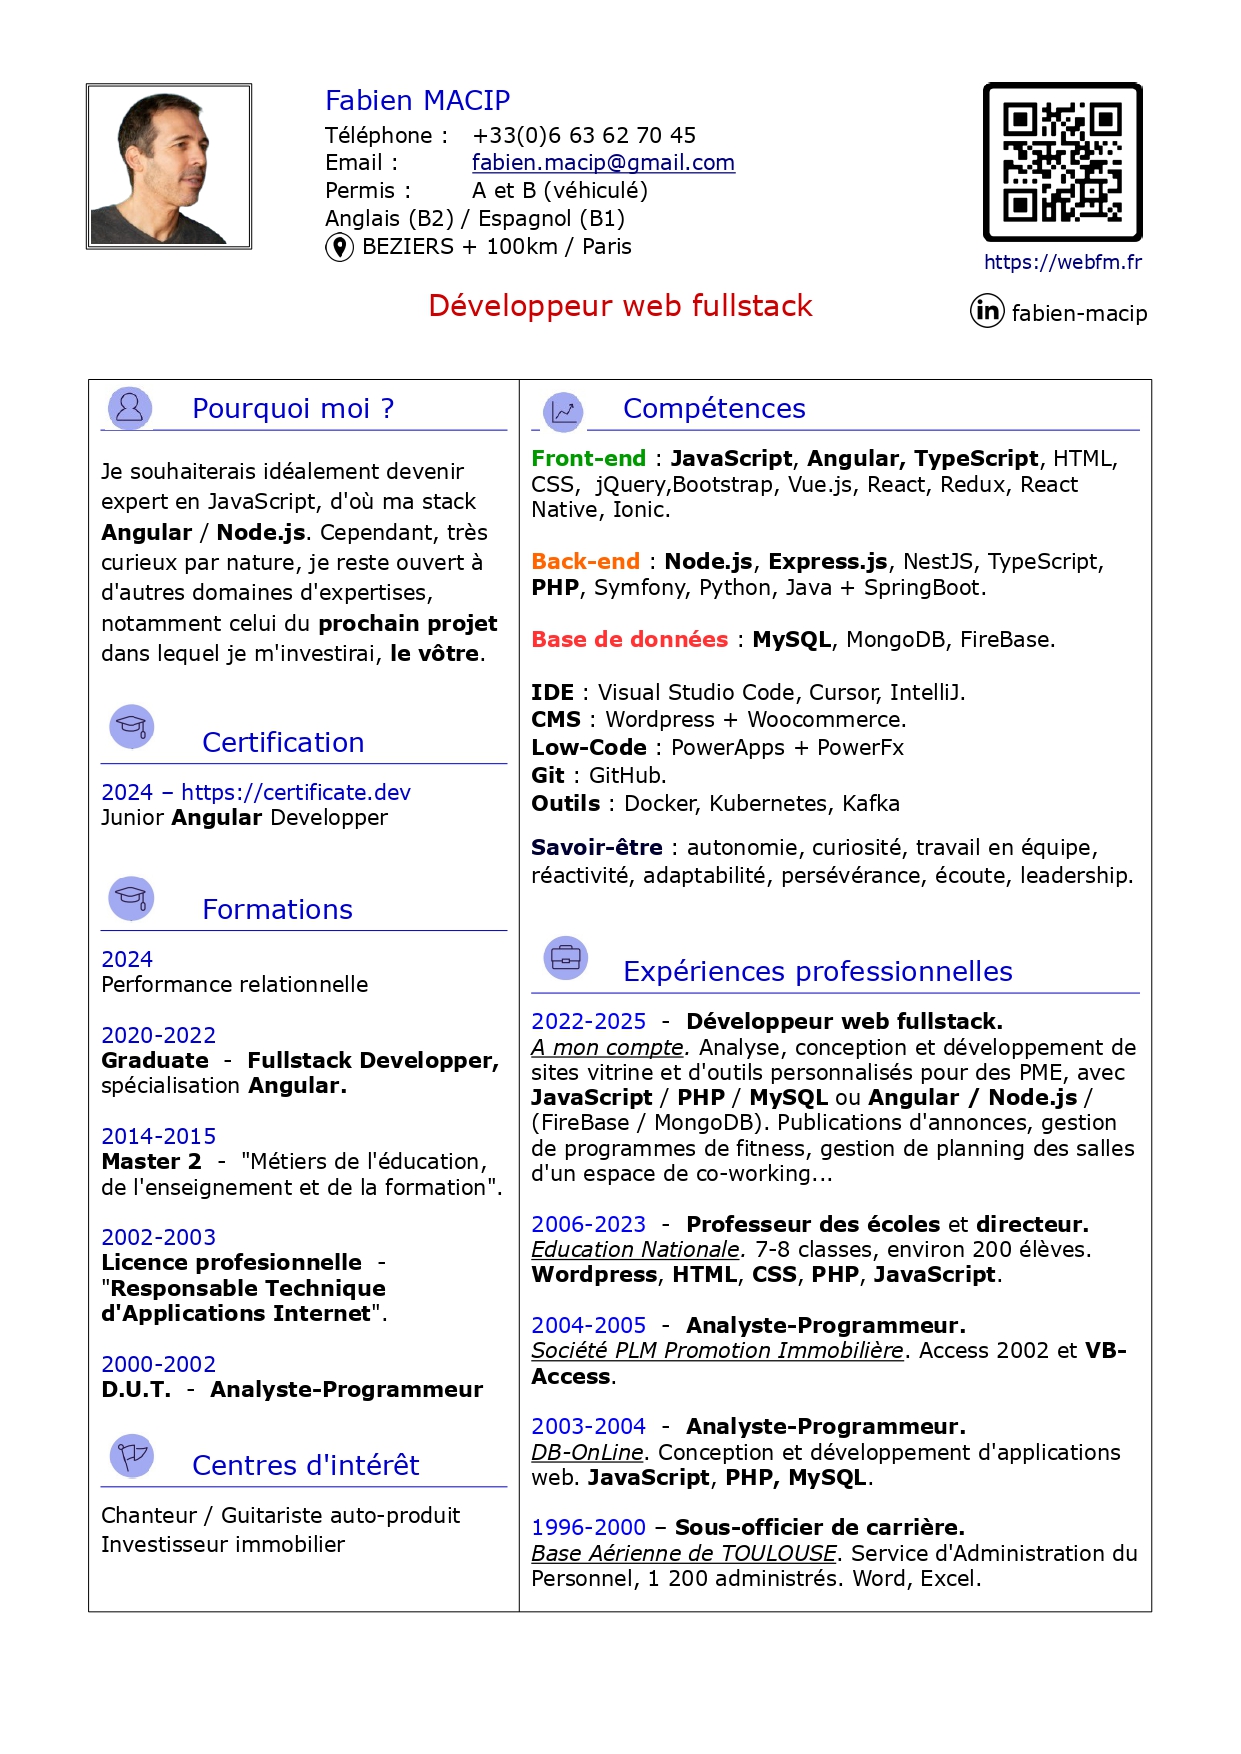 Fabien MACIP
Téléphone : +33(0)6 63 62 70 45
Email : fabien.macip@gmail.com
Permis : A et B (véhiculé)
Anglais (B2) / Espagnol (B1)
BEZIERS + 100km / Paris
https://webfm.fr
Développeur web fullstack
in fabien-macip
Pourquoi moi ?
Je souhaiterais idéalement devenir
expert en JavaScript, d'où ma stack
Angular / Node.js. Cependant, très
curieux par nature, je reste ouvert à
d'autres domaines d'expertises,
notamment celui du prochain projet
dans lequel je m'investirai, le vôtre.
Certification
2024 – https://certificate.dev
Junior Angular Developper
Formations
2024
Performance relationnelle
2020-2022
Graduate - Fullstack Developper,
spécialisation Angular.
2014-2015
Master 2 - "Métiers de l'éducation,
de l'enseignement et de la formation".
2002-2003
Licence profesionnelle -
"Responsable Technique
d'Applications Internet".
2000-2002
D.U.T. - Analyste-Programmeur
Centres d'intérêt
Chanteur / Guitariste auto-produit
Investisseur immobilier
Compétences
Front-end : JavaScript, Angular, TypeScript, HTML,
CSS, jQuery,Bootstrap, Vue.js, React, Redux, React
Native, Ionic.
Back-end : Node.js, Express.js, NestJS, TypeScript,
PHP, Symfony, Python, Java + SpringBoot.
Base de données : MySQL, MongoDB, FireBase.
IDE : Visual Studio Code, Cursor, IntelliJ.
CMS : Wordpress + Woocommerce.
Low-Code : PowerApps + PowerFx
Git : GitHub.
Outils : Docker, Kubernetes, Kafka
Savoir-être : autonomie, curiosité, travail en équipe,
réactivité, adaptabilité, persévérance, écoute, leadership.
Expériences professionnelles
2022-2025 - Développeur web fullstack.
A mon compte. Analyse, conception et développement de
sites vitrine et d'outils personnalisés pour des PME, avec
JavaScript / PHP / MySQL ou Angular / Node.js /
(FireBase / MongoDB). Publications d'annonces, gestion
de programmes de fitness, gestion de planning des salles
d'un espace de co-working...
2006-2023 - Professeur des écoles et directeur.
Education Nationale. 7-8 classes, environ 200 élèves.
Wordpress, HTML, CSS, PHP, JavaScript.
2004-2005 - Analyste-Programmeur.
Société PLM Promotion Immobilière. Access 2002 et VB-
Access.
2003-2004 - Analyste-Programmeur.
DB-OnLine. Conception et développement d'applications
web. JavaScript, PHP, MySQL.
1996-2000 – Sous-officier de carrière.
Base Aérienne de TOULOUSE. Service d'Administration du
Personnel, 1 200 administrés. Word, Excel.